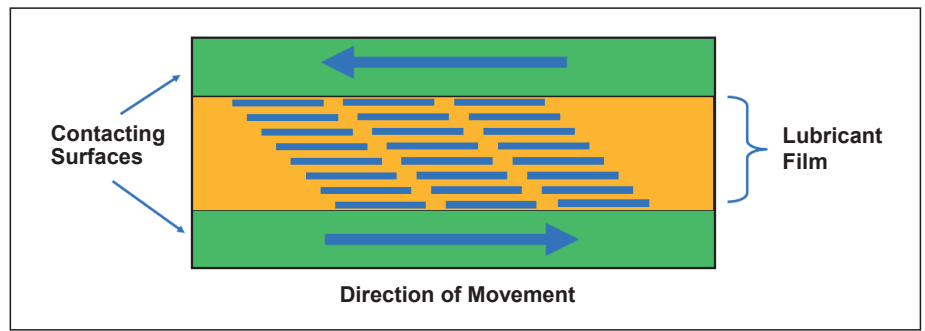 Contacting
Surfaces
Lubricant
Film
Direction of Movement